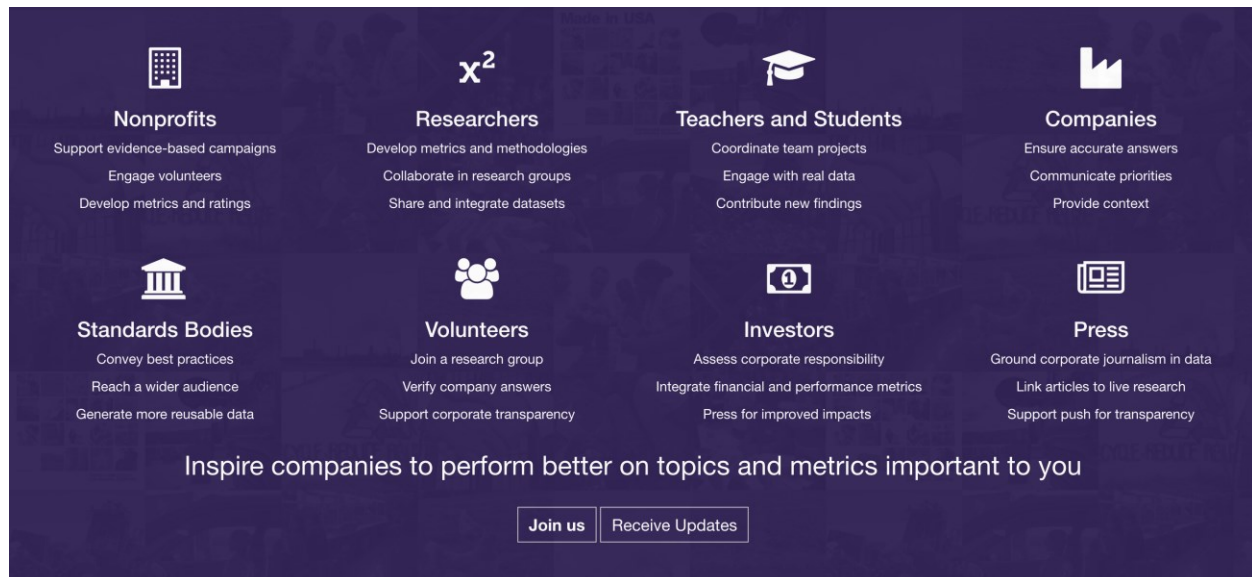 Made in USA
x²
Nonprofits
Support evidence-based campaigns
Engage volunteers
Develop metrics and ratings
Researchers
Develop metrics and methodologies
Collaborate in research groups
Share and integrate datasets
Teachers and Students
Coordinate team projects
Engage with real data
Contribute new findings
Companies
Ensure accurate answers
Communicate priorities
Provide context
Standards Bodies
Convey best practices
Reach a wider audience
Generate more reusable data
Volunteers
Join a research group
Verify company answers
Support corporate transparency
1
Investors
Assess corporate responsibility
Integrate financial and performance metrics
Press for improved impacts
Press
Ground corporate journalism in data
Link articles to live research
Support push for transparency
Inspire companies to perform better on topics and metrics important to you
Join us
Receive Updates